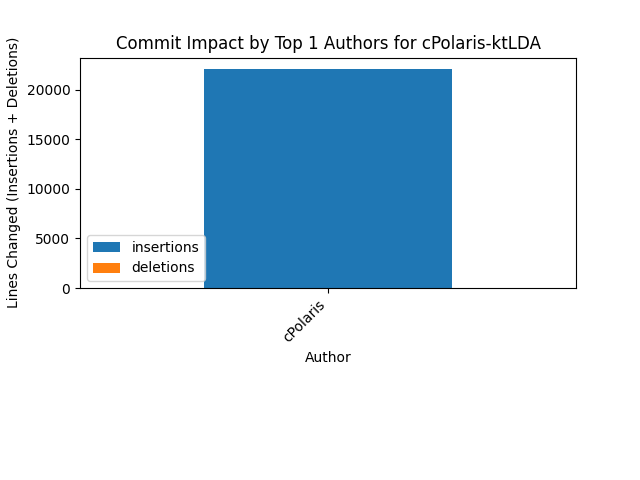 Commit Impact by Top 1 Authors for cPolaris-ktLDA
Lines Changed (Insertions + Deletions)
20000
15000
10000
5000
0
insertions
deletions
cPolaris
Author